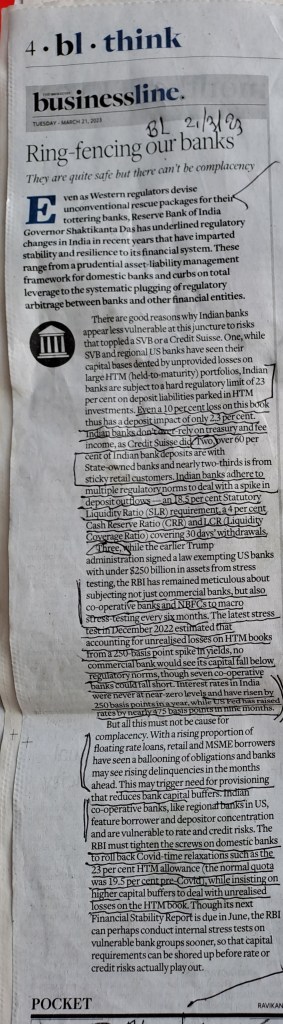 4 • bl • think
businessline.
TUESDAY - MARCH 21, 2023
BL 21/3/23
Ring-fencing our banks
They are quite safe but there can't be complacency
Even as Western regulators devise
unconventional rescue packages for their
tottering banks, Reserve Bank of India
Governor Shaktikanta Das has underlined regulatory
changes in India in recent years that have imparted
stability and resilience to its financial system. These
range from a prudential asset-liability management
framework for domestic banks and curbs on total
leverage to the systematic plugging of regulatory
arbitrage between banks and other financial entities.
There are good reasons why Indian banks
appear less vulnerable at this juncture to risks
that toppled a SVB or a Credit Suisse. One, while
SVB and regional US banks have seen their
capital bases dented by unprovided losses on
large HTM (held-to-maturity) portfolios, Indian
banks are subject to a hard regulatory limit of 23
per cent on deposit liabilities parked in HTM
investments. Even a 10 per cent loss on this book
thus has a deposit impact of only 2.3 per cent.
Indian banks don't over-rely on treasury and fee
income, as Credit Suisse did. Two, over 60 per
cent of Indian bank deposits are with
State-owned banks and nearly two-thirds is from
sticky retail customers. Indian banks adhere to
multiple regulatory norms to deal with a spike in
deposit outflows — an 18.5 per cent Statutory
Liquidity Ratio (SLR) requirement, a 4 per cent
Cash Reserve Ratio (CRR) and LCR (Liquidity
Coverage Ratio) covering 30 days' withdrawals.
Three, while the earlier Trump
administration signed a law exempting US banks
with under $250 billion in assets from stress
testing, the RBI has remained meticulous about
subjecting not just commercial banks, but also
co-operative banks and NBFCs to macro
stress-testing every six months. The latest stress
test in December 2022 estimated that
accounting for unrealised losses on HTM books
from a 250-basis point spike in yields, no
commercial bank would see its capital fall below
regulatory norms, though seven co-operative
banks could fall short. Interest rates in India
were never at near-zero levels and have risen by
250 basis points in a year, while US Fed has raised
rates by nearly 475 basis points in nine months.
But all this must not be cause for
complacency. With a rising proportion of
floating rate loans, retail and MSME borrowers
have seen a ballooning of obligations and banks
may see rising delinquencies in the months
ahead. This may trigger need for provisioning
that reduces bank capital buffers. Indian
co-operative banks, like regional banks in US,
feature borrower and depositor concentration
and are vulnerable to rate and credit risks. The
RBI must tighten the screws on domestic banks
to roll back Covid-time relaxations such as the
23 per cent HTM allowance (the normal quota
was 19.5 per cent pre-Covid), while insisting on
higher capital buffers to deal with unrealised
losses on the HTM book. Though its next
Financial Stability Report is due in June, the RBI
can perhaps conduct internal stress tests on
vulnerable bank groups sooner, so that capital
requirements can be shored up before rate or
credit risks actually play out.
POCKET
RAVIKAN